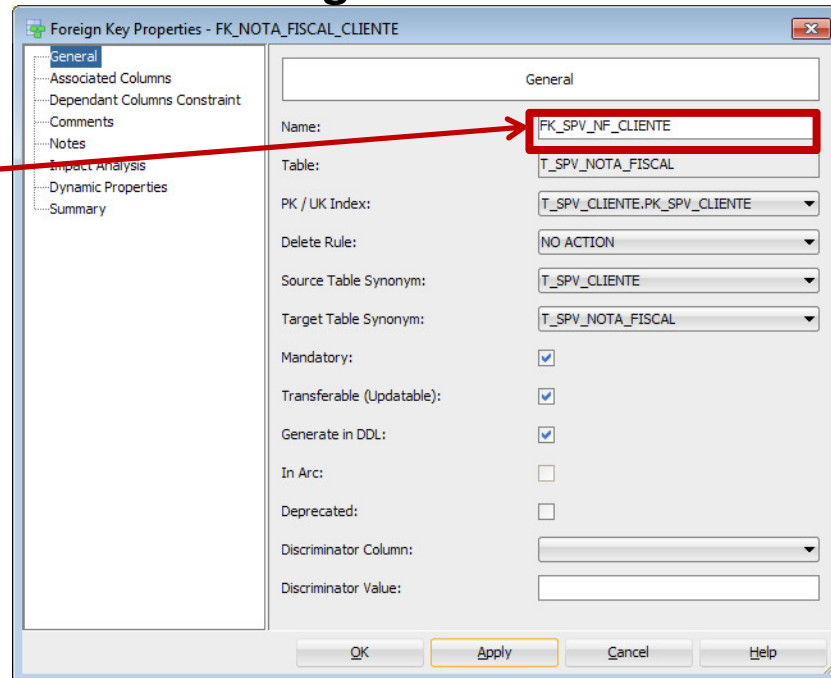 Foreign Key Properties - FK_NOTA_FISCAL_CLIENTE
General
Associated Columns
Dependant Columns Constraint
Comments
Notes
Impact Analysis
Dynamic Properties
Summary
General
Name: FK_SPV_NF_CLIENTE
Table: T_SPV_NOTA_FISCAL
PK / UK Index: T_SPV_CLIENTE.PK_SPV_CLIENTE
Delete Rule: NO ACTION
Source Table Synonym: T_SPV_CLIENTE
Target Table Synonym: T_SPV_NOTA_FISCAL
Mandatory:
Transferable (Updatable):
Generate in DDL:
In Arc:
Deprecated:
Discriminator Column:
Discriminator Value:
OK Apply Cancel Help